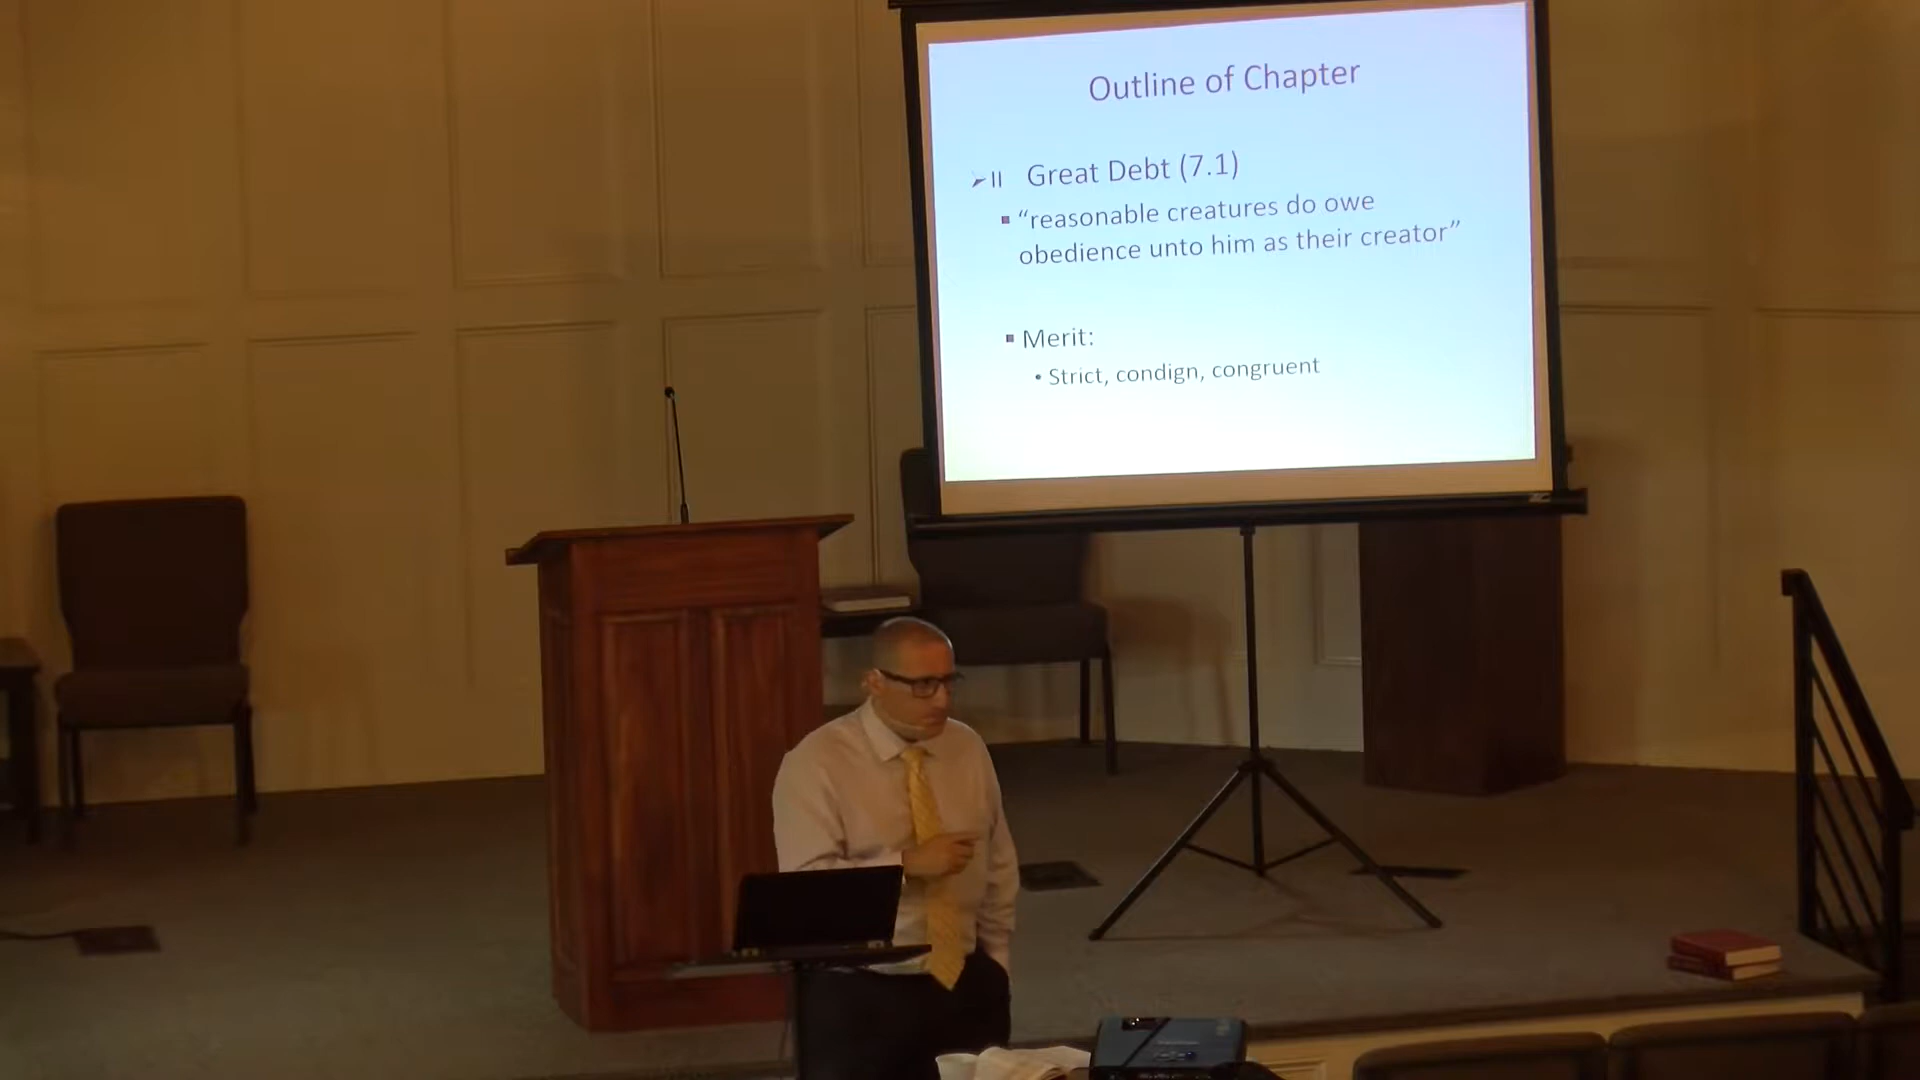 Outline of Chapter
II Great Debt (7.1)
“reasonable creatures do owe
obedience unto him as their creator”
Merit:
Strict, condign, congruent